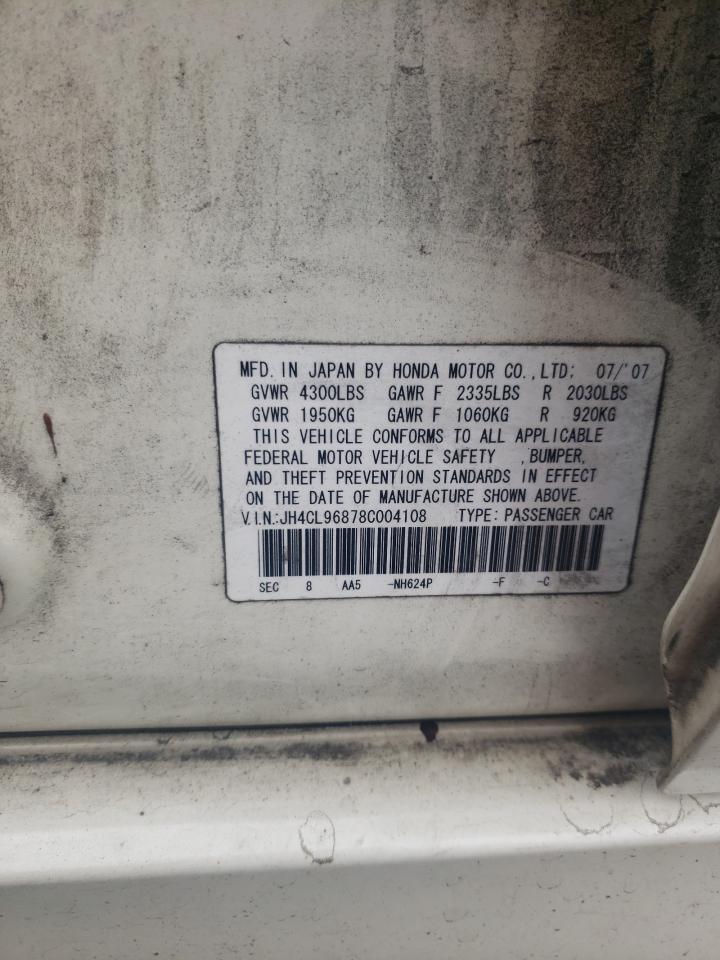 MFD. IN JAPAN BY HONDA MOTOR CO., LTD: 07/'07
GVWR 4300LBS GAWR F 2335LBS R 2030LBS
GVWR 1950KG GAWR F 1060KG R 920KG
THIS VEHICLE CONFORMS TO ALL APPLICABLE
FEDERAL MOTOR VEHICLE SAFETY , BUMPER,
AND THEFT PREVENTION STANDARDS IN EFFECT
ON THE DATE OF MANUFACTURE SHOWN ABOVE.
V.I.N.:JH4CL96878C004108 TYPE: PASSENGER CAR
SEC 8 AA5 -NH624P -F -C